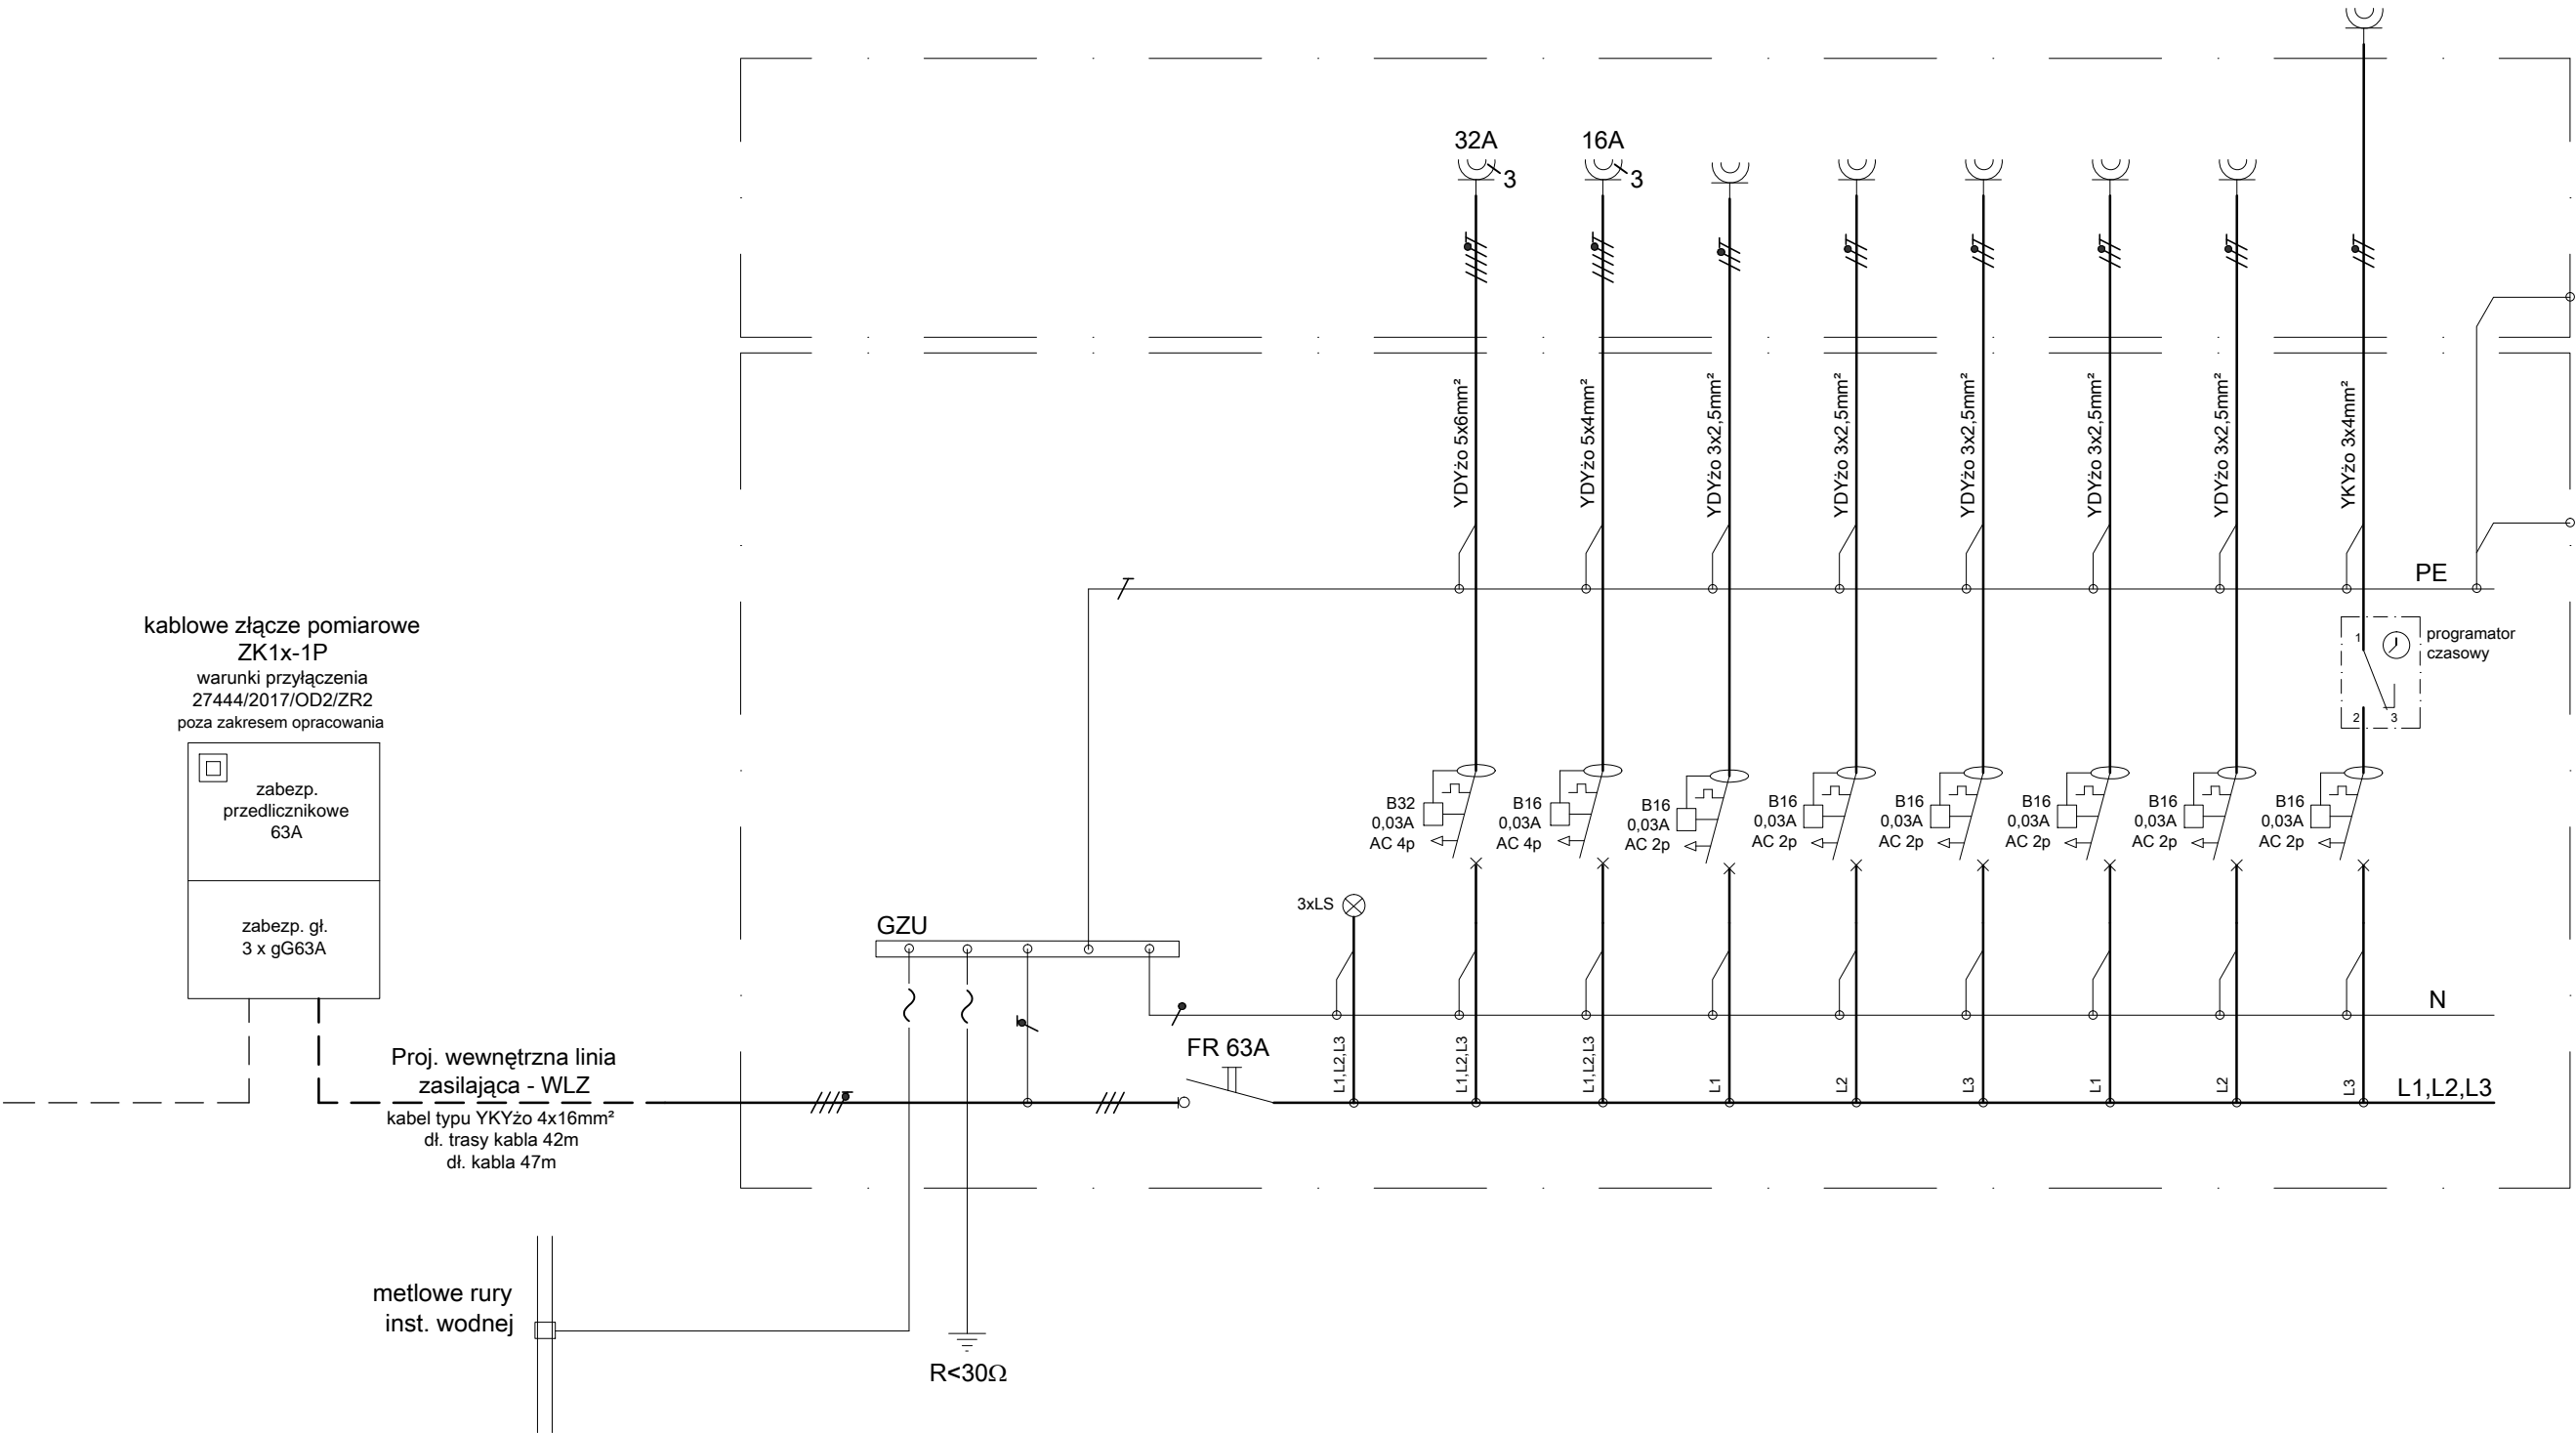 32A
3
16A
3
YDYżo 5x6mm²
YDYżo 5x4mm²
YDYżo 3x2,5mm²
YDYżo 3x2,5mm²
YDYżo 3x2,5mm²
YDYżo 3x2,5mm²
YDYżo 3x2,5mm²
YKYżo 3x4mm²
PE
kablowe złącze pomiarowe
ZK1x-1P
warunki przyłączenia
27444/2017/OD2/ZR2
poza zakresem opracowania
zabezp.
przedlicznikowe
63A
zabezp. gł.
3 x gG63A
programator
czasowy
1
2
3
B32
0,03A
AC 4p
B16
0,03A
AC 4p
B16
0,03A
AC 2p
B16
0,03A
AC 2p
B16
0,03A
AC 2p
B16
0,03A
AC 2p
B16
0,03A
AC 2p
B16
0,03A
AC 2p
3xLS
GZU
N
FR 63A
L1,L2,L3
L1,L2,L3
L1,L2,L3
L1
L2
L3
L1
L2
L3
L1,L2,L3
Proj. wewnętrzna linia
zasilająca - WLZ
kabel typu YKYżo 4x16mm²
dł. trasy kabla 42m
dł. kabla 47m
metlowe rury
inst. wodnej
R<30Ω